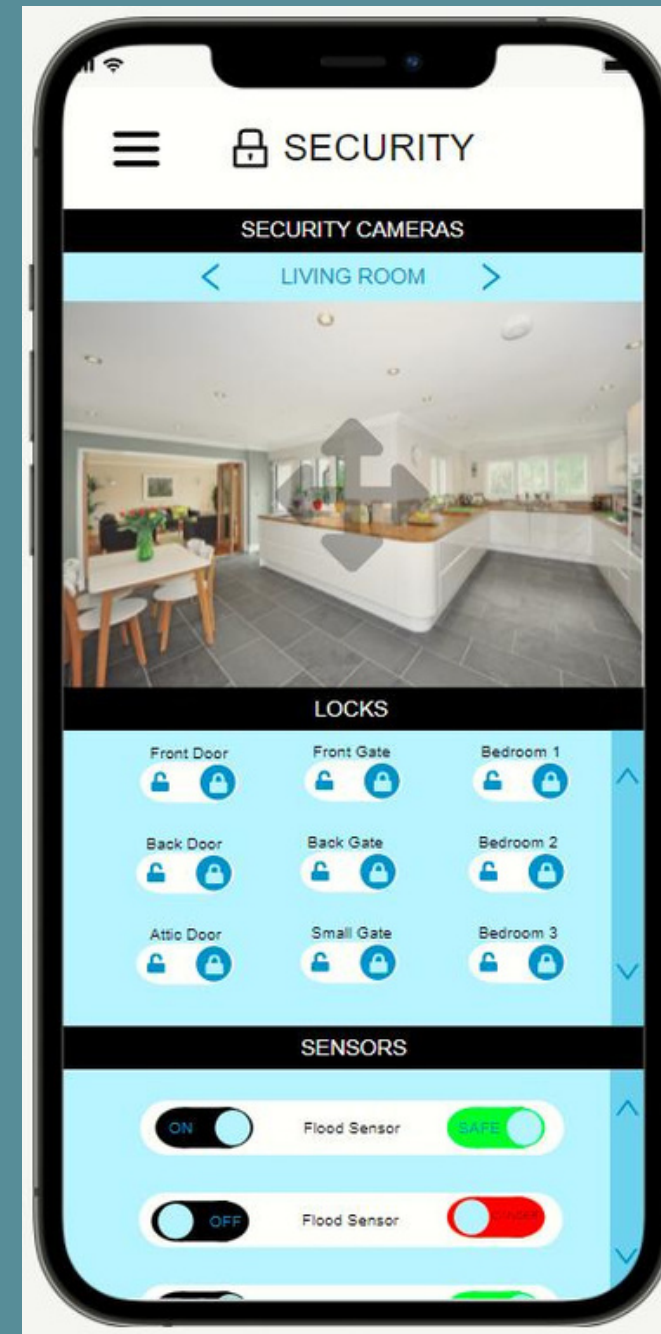 SECURITY
SECURITY CAMERAS
< LIVING ROOM >
LOCKS
Front Door Front Gate Bedroom 1
Back Door Back Gate Bedroom 2
Attic Door Small Gate Bedroom 3
SENSORS
ON Flood Sensor SAFE
OFF Flood Sensor